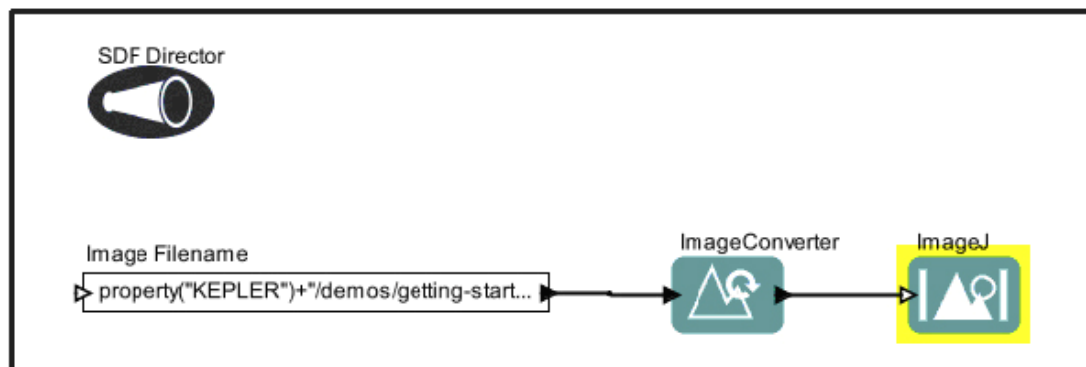 SDF Director
Image Filename
property("KEPLER")+"/demos/getting-start...
ImageConverter
ImageJ